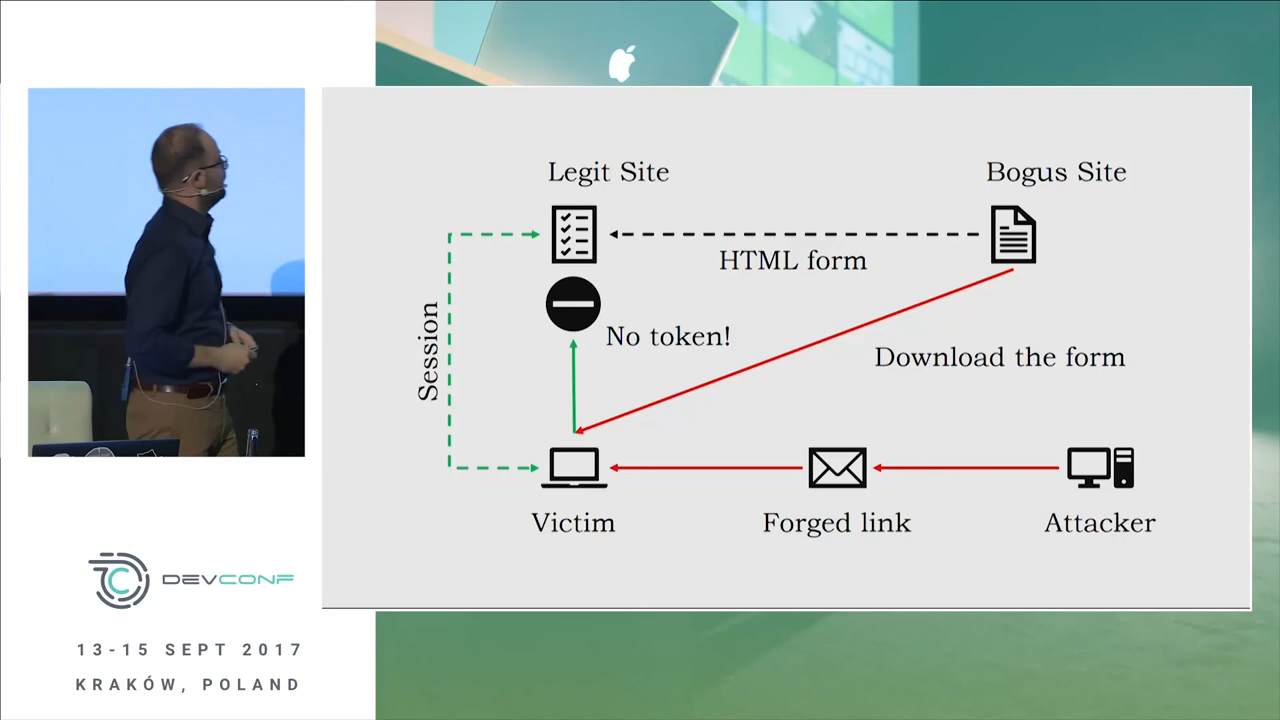 Legit Site
Bogus Site
HTML form
No token!
Session
Download the form
Victim
Forged link
Attacker
DEVCONF
13-15 SEPT 2017
KRAKÓW, POLAND